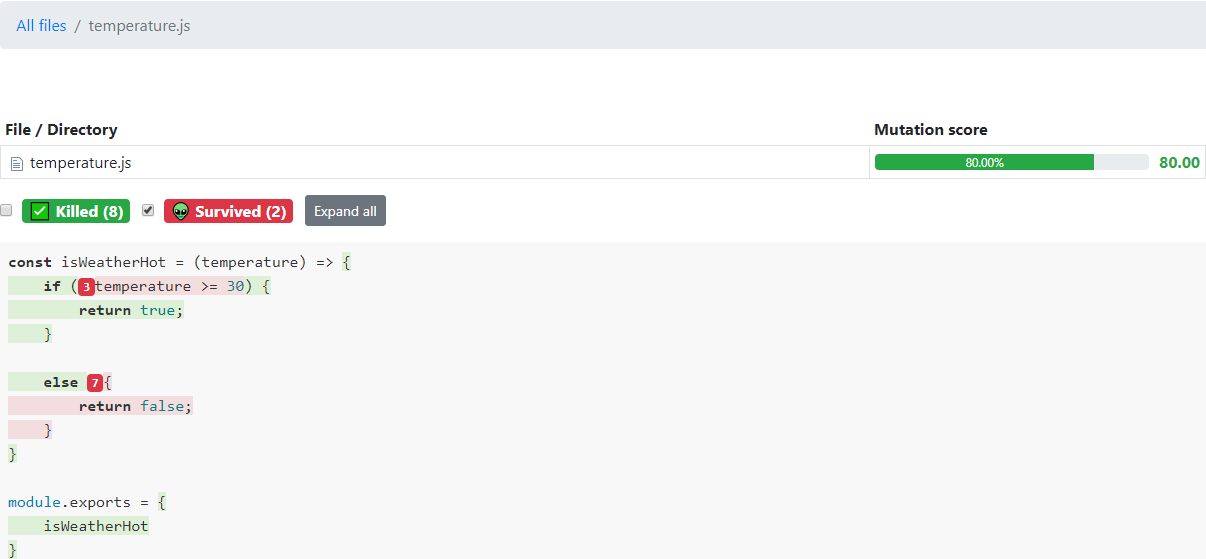 All files / temperature.js
File / Directory Mutation score
temperature.js 80.00% 80.00
Killed (8) Survived (2) Expand all
const isWeatherHot = (temperature) => {
    if (3temperature >= 30) {
        return true;
    }
    else 7{
        return false;
    }
}
module.exports = {
    isWeatherHot
}